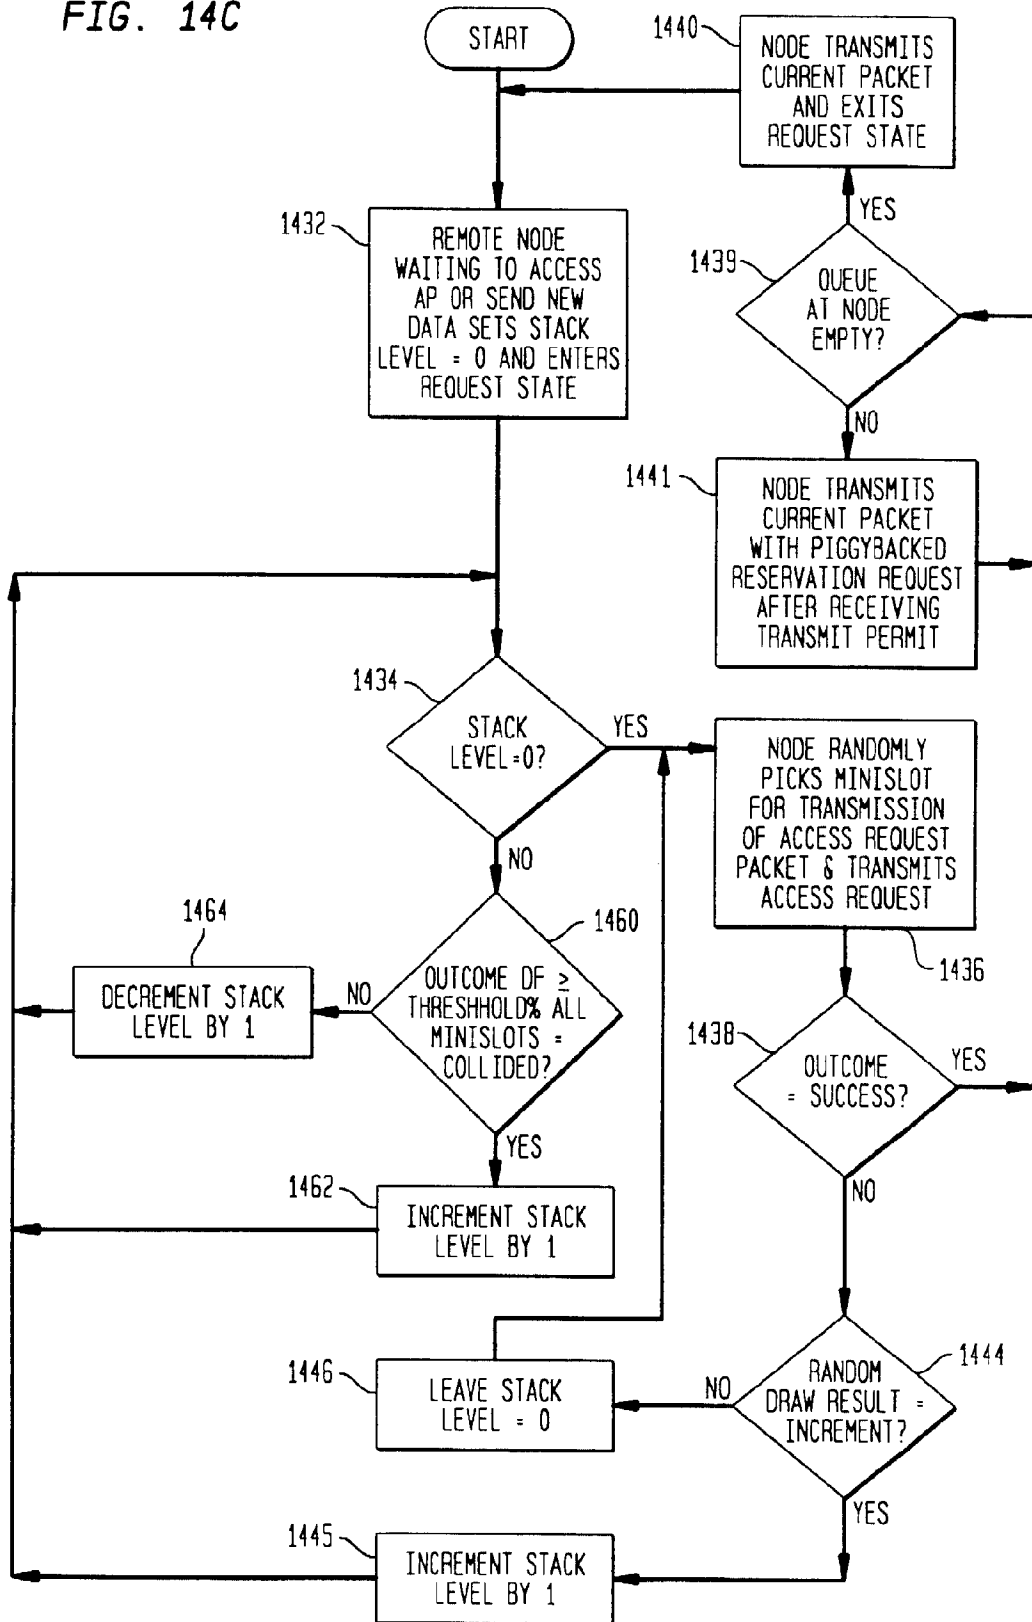 FIG. 14C
START
1440
NODE TRANSMITS
CURRENT PACKET
AND EXITS
REQUEST STATE
YES
1432
REMOTE NODE
WAITING TO ACCESS
AP OR SEND NEW
DATA SETS STACK
LEVEL = 0 AND ENTERS
REQUEST STATE
1439
QUEUE
AT NODE
EMPTY?
NO
1441
NODE TRANSMITS
CURRENT PACKET
WITH PIGGYBACKED
RESERVATION REQUEST
AFTER RECEIVING
TRANSMIT PERMIT
1434
STACK
LEVEL=0?
YES
NO
NODE RANDOMLY
PICKS MINISLOT
FOR TRANSMISSION
OF ACCESS REQUEST
PACKET & TRANSMITS
ACCESS REQUEST
1436
1464
DECREMENT STACK
LEVEL BY 1
NO
1460
OUTCOME OF ≥
THRESHHOLD% ALL
MINISLOTS =
COLLIDED?
YES
1438
OUTCOME
= SUCCESS?
YES
NO
1462
INCREMENT STACK
LEVEL BY 1
1446
LEAVE STACK
LEVEL = 0
NO
1444
RANDOM
DRAW RESULT =
INCREMENT?
YES
1445
INCREMENT STACK
LEVEL BY 1